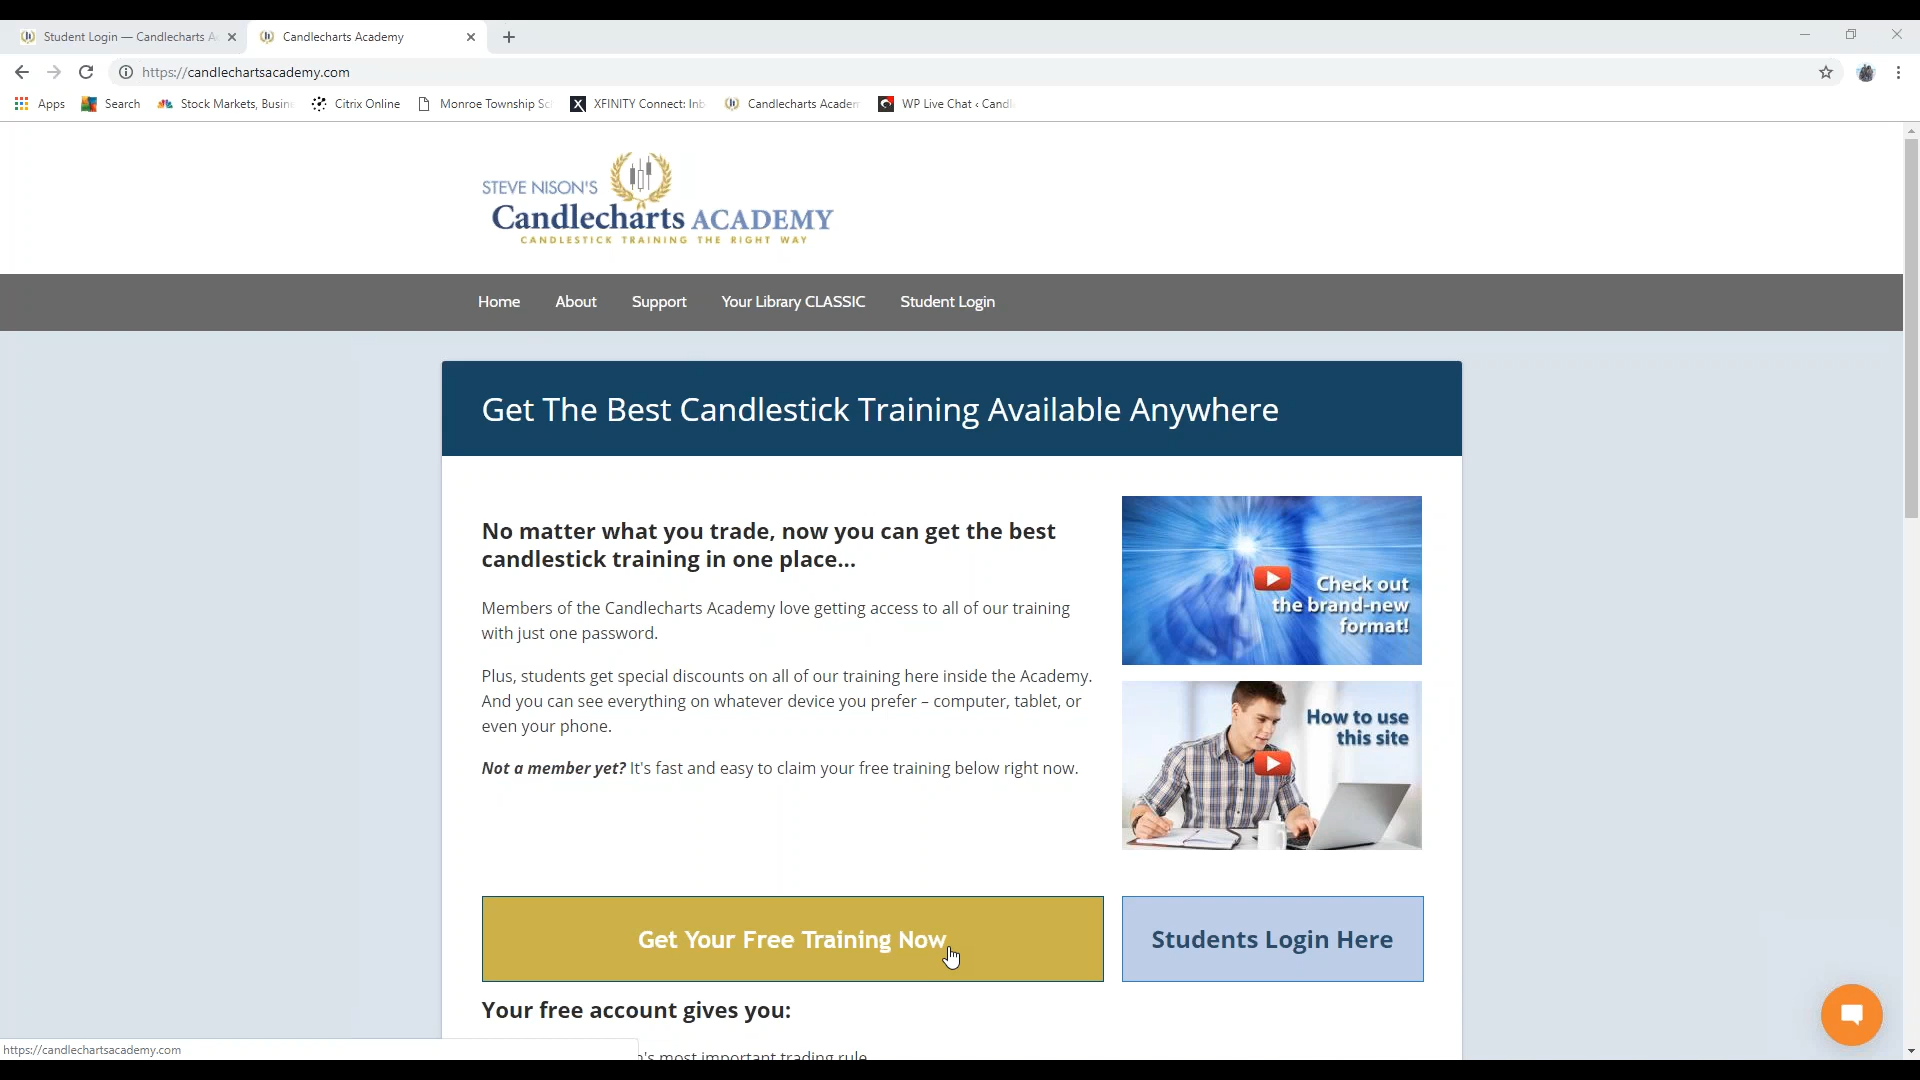 Student Login — Candlecharts A
Candlecharts Academy
https://candlechartsacademy.com
Apps
Search
Stock Markets, Busin
Citrix Online
Monroe Township Sc
XFINITY Connect: Inb
Candlecharts Academ
WP Live Chat ‹ Candl
STEVE NISON'S
Candlecharts ACADEMY
CANDLESTICK TRAINING THE RIGHT WAY
Home
About
Support
Your Library CLASSIC
Student Login
Get The Best Candlestick Training Available Anywhere
No matter what you trade, now you can get the best
candlestick training in one place...
Members of the Candlecharts Academy love getting access to all of our training
with just one password.
Plus, students get special discounts on all of our training here inside the Academy.
And you can see everything on whatever device you prefer – computer, tablet, or
even your phone.
Not a member yet? It's fast and easy to claim your free training below right now.
Check out
the brand-new
format!
How to use
this site
Get Your Free Training Now
Students Login Here
Your free account gives you:
n's most important trading rule
https://candlechartsacademy.com